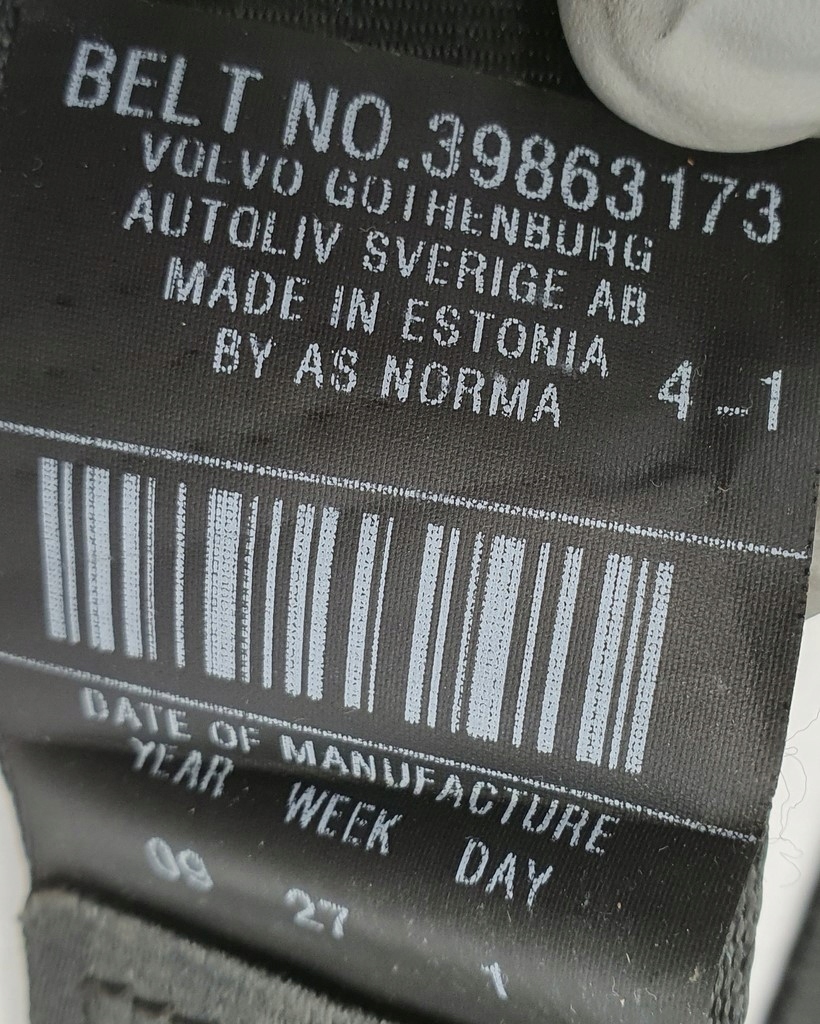 BELT NO.39863173
VOLVO GOTHENBURG
AUTOLIV SVERIGE AB
MADE IN ESTONIA
BY AS NORMA 4-1
DATE OF MANUFACTURE
YEAR WEEK DAY
09 27 1